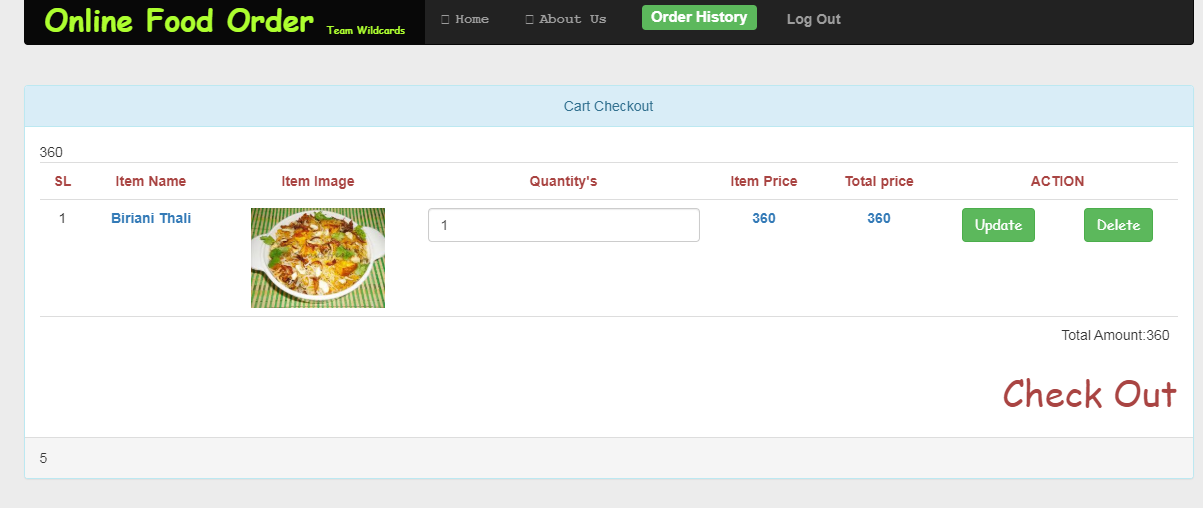 Online Food Order Team Wildcards Home About Us Order History Log Out
Cart Checkout
360
SL Item Name Item Image Quantity's Item Price Total price ACTION
1 Biriani Thali 1 360 360 Update Delete
Total Amount:360
Check Out
5